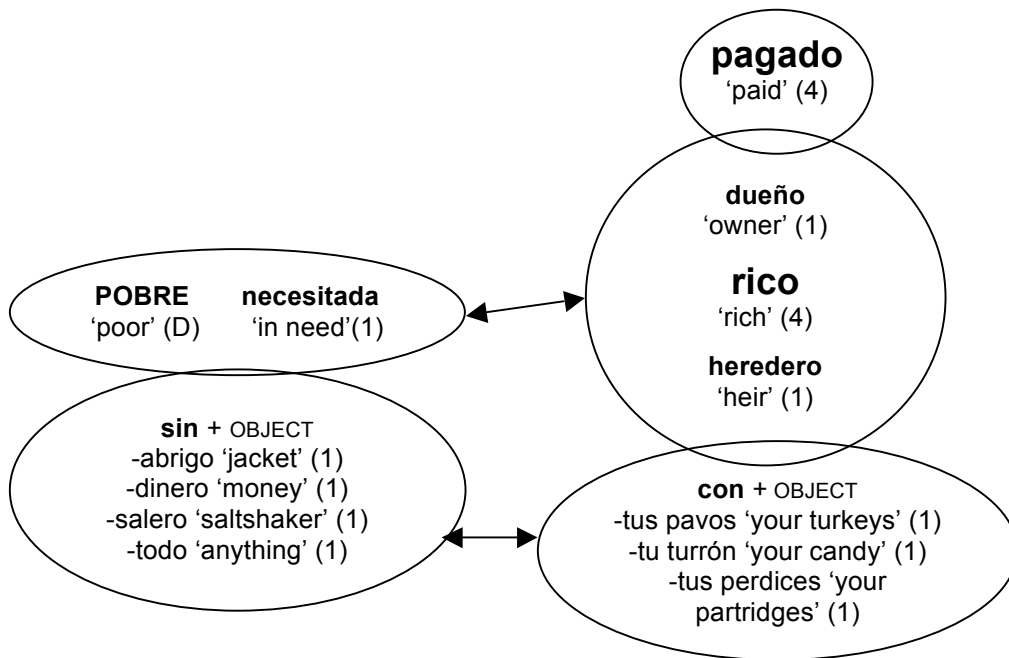 pagado
‘paid’ (4)
dueño
‘owner’ (1)
rico
‘rich’ (4)
heredero
‘heir’ (1)
POBRE necesitada
‘poor’ (D) ‘in need’(1)
sin + OBJECT
-abrigo ‘jacket’ (1)
-dinero ‘money’ (1)
-salero ‘saltshaker’ (1)
-todo ‘anything’ (1)
con + OBJECT
-tus pavos ‘your turkeys’ (1)
-tu turrón ‘your candy’ (1)
-tus perdices ‘your
partridges’ (1)